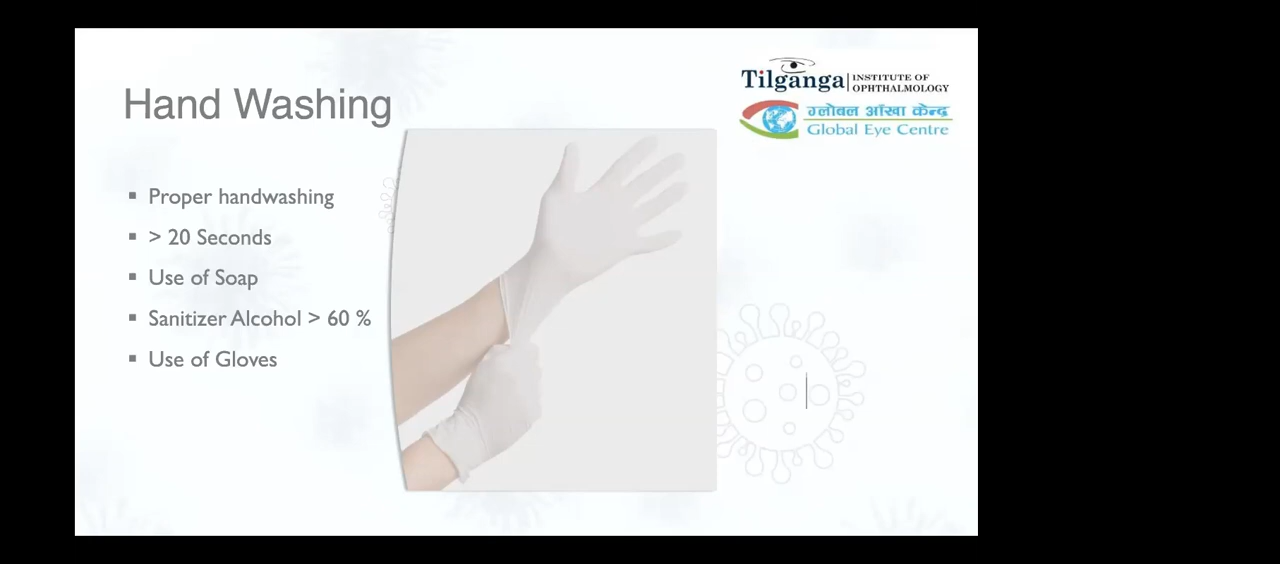 Tilganga INSTITUTE OF OPHTHALMOLOGY
ग्लोबल आँखा केन्द्र
Global Eye Centre
Hand Washing
▪ Proper handwashing
▪ > 20 Seconds
▪ Use of Soap
▪ Sanitizer Alcohol > 60 %
▪ Use of Gloves